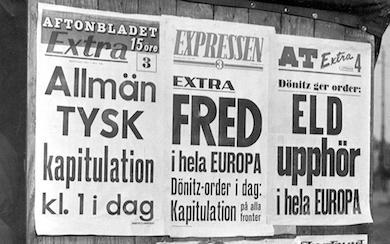 AFTONBLADET
Extra
15 öre
3
Allmän
TYSK
kapitulation
kl. 1 i dag
EXPRESSEN
3
EXTRA
FRED
i hela EUROPA
Dönitz-order i dag:
Kapitulation på alla fronter
AT Extra 4
Dönitz ger order:
ELD
upphör
i hela EUROPA